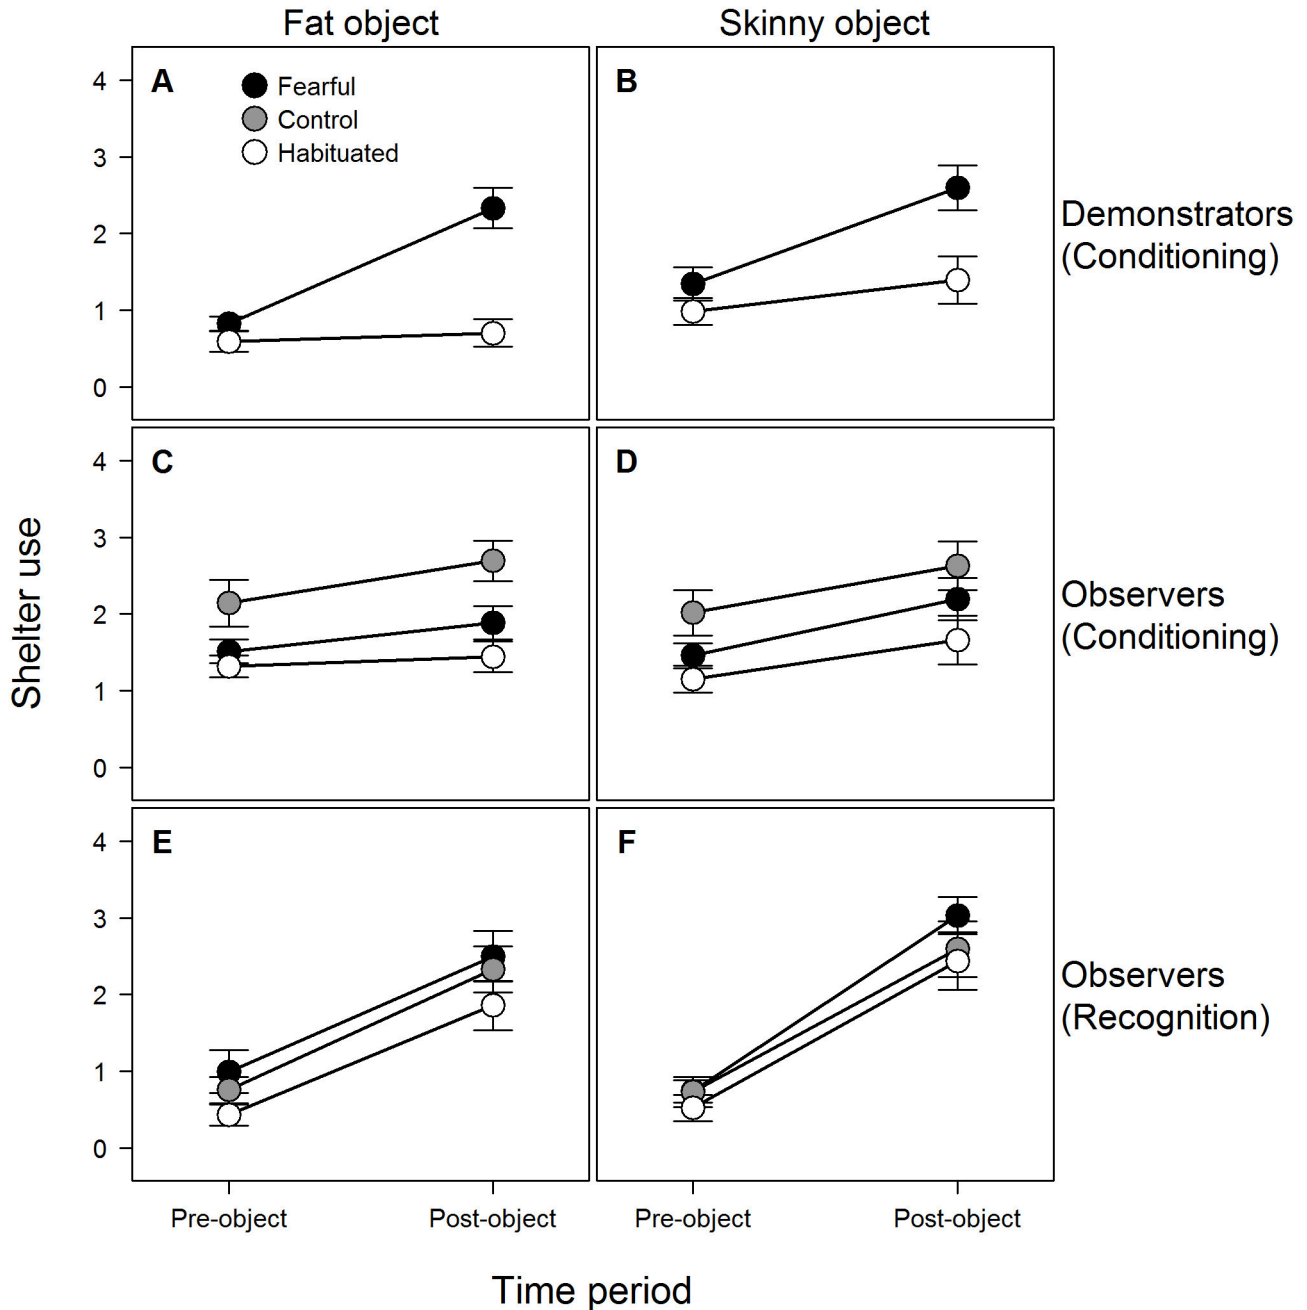 Fat object
Skinny object
A
Fearful
Control
Habituated
B
4
3
2
1
0
Demonstrators
(Conditioning)
C
D
4
3
2
1
0
Observers
(Conditioning)
E
F
4
3
2
1
0
Observers
(Recognition)
Shelter use
Pre-object
Post-object
Pre-object
Post-object
Time period